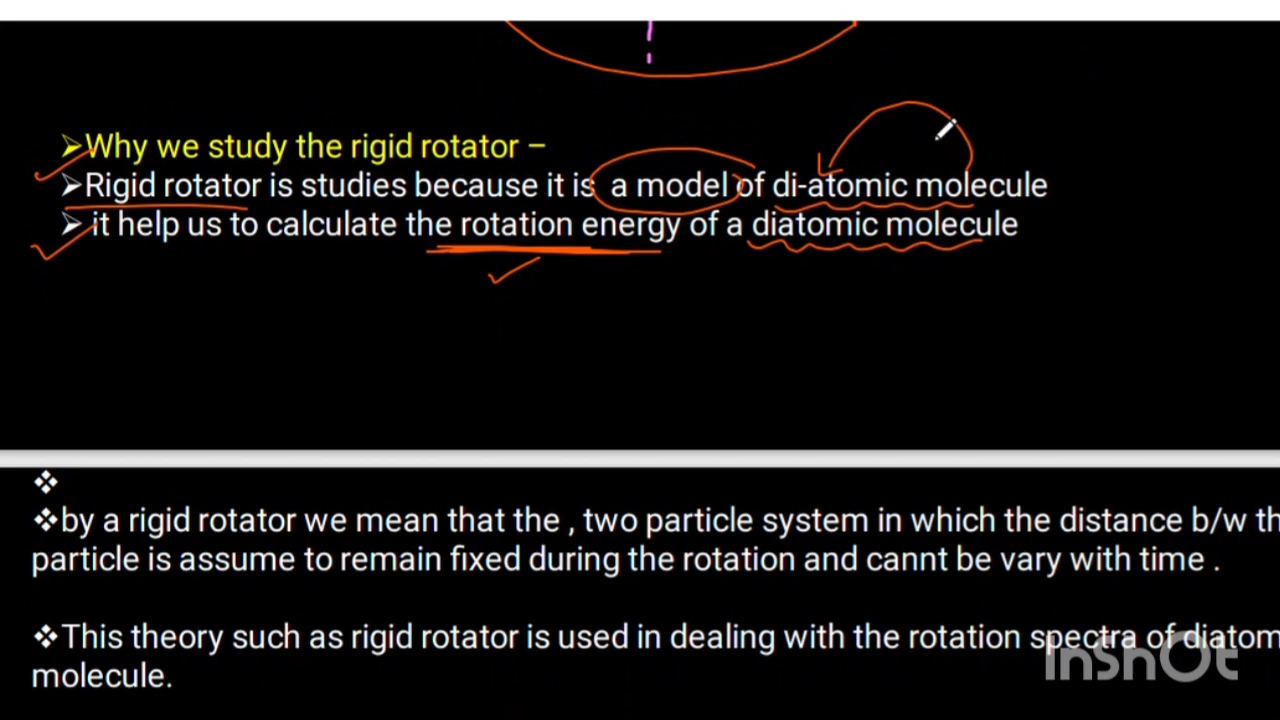 ➢Why we study the rigid rotator –
➢Rigid rotator is studies because it is a model of di-atomic molecule
➢ it help us to calculate the rotation energy of a diatomic molecule
❖
❖by a rigid rotator we mean that the , two particle system in which the distance b/w th
particle is assume to remain fixed during the rotation and cannt be vary with time .
❖This theory such as rigid rotator is used in dealing with the rotation spectra of diatom
molecule.
InShOt